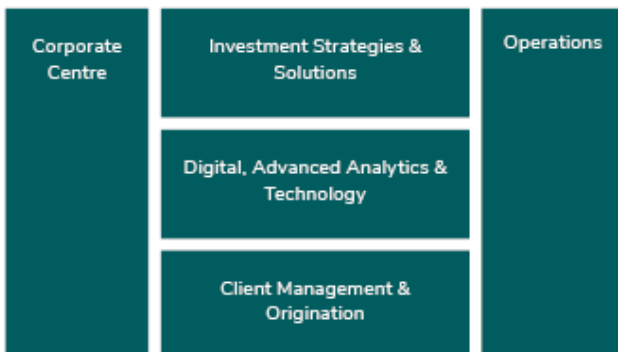 Corporate
Centre
Investment Strategies &
Solutions
Operations
Digital, Advanced Analytics &
Technology
Client Management &
Origination